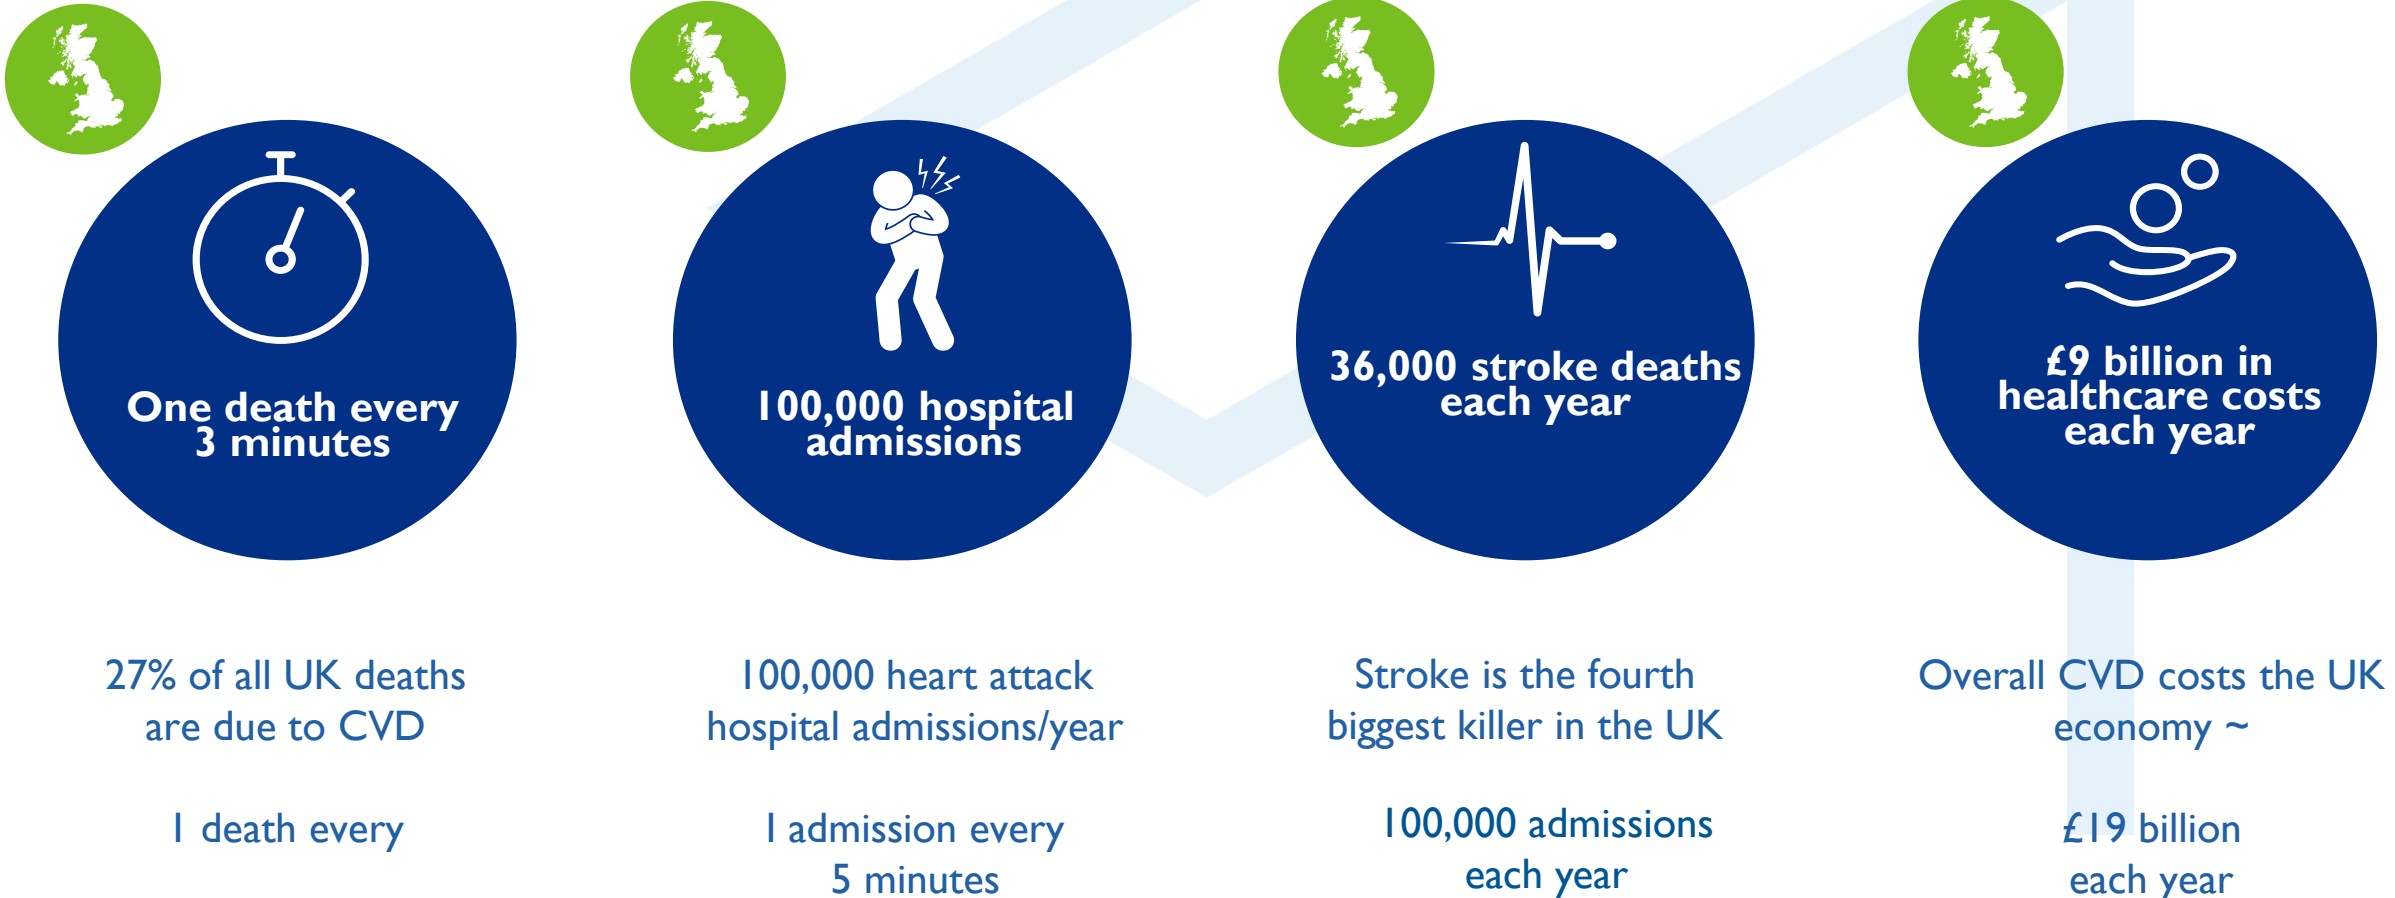 One death every
3 minutes
27% of all UK deaths
are due to CVD
1 death every
100,000 hospital
admissions
100,000 heart attack
hospital admissions/year
1 admission every
5 minutes
36,000 stroke deaths
each year
Stroke is the fourth
biggest killer in the UK
100,000 admissions
each year
£9 billion in
healthcare costs
each year
Overall CVD costs the UK
economy ~
£19 billion
each year